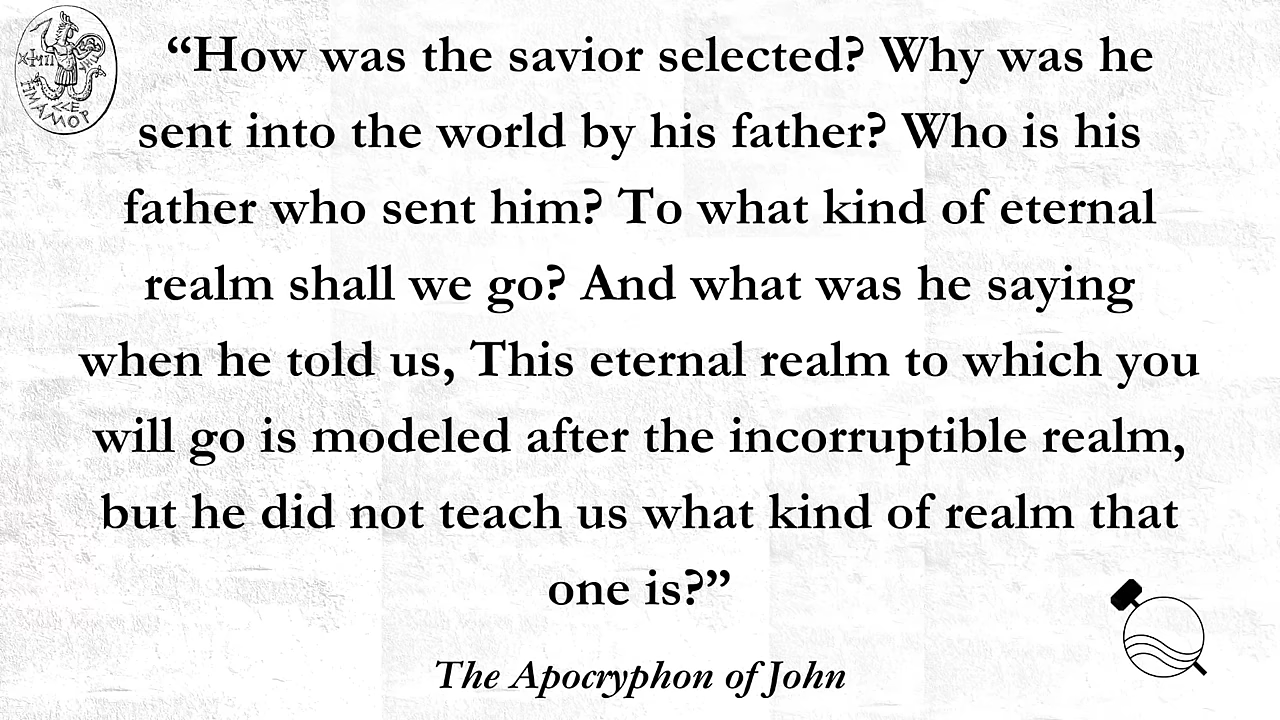 “How was the savior selected? Why was he
sent into the world by his father? Who is his
father who sent him? To what kind of eternal
realm shall we go? And what was he saying
when he told us, This eternal realm to which you
will go is modeled after the incorruptible realm,
but he did not teach us what kind of realm that
one is?”
The Apocryphon of John